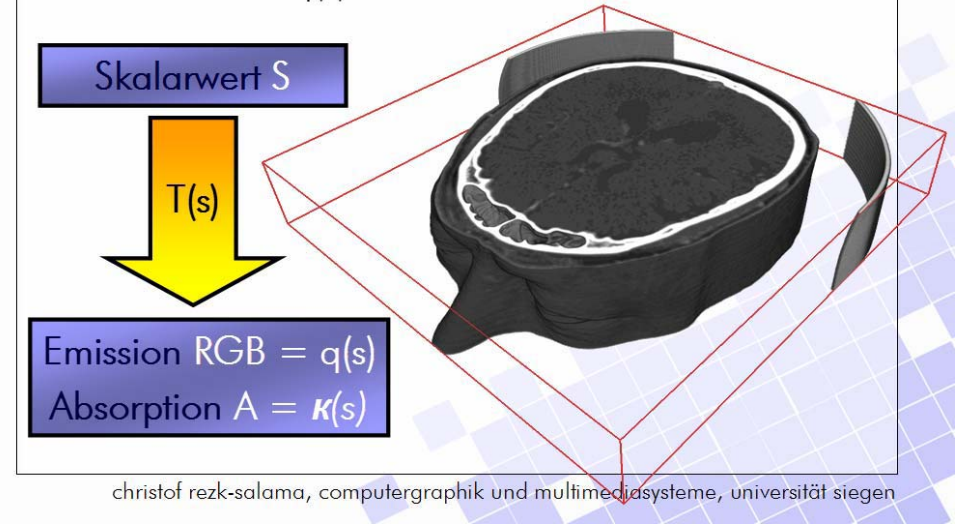 Skalarwert S
T(s)
Emission RGB = q(s)
Absorption A = κ(s)
christof rezk-salama, computergraphik und multimediasysteme, universität siegen